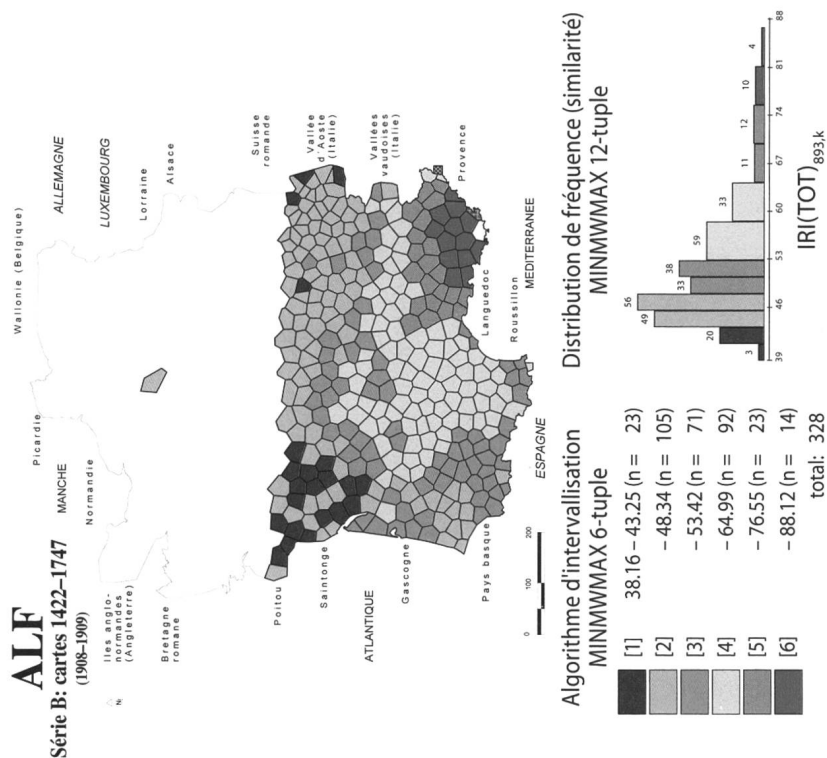 ALF
Série B: cartes 1422–1747
(1908–1909)
Wallonie (Belgique)
Picardie
MANCHE
Normandie
Iles anglo-
normandes
(Angleterre)
Bretagne
romane
ALLEMAGNE
LUXEMBOURG
Lorraine
Alsace
Suisse
romande
Vallée
d'Aoste
(Italie)
Vallées
vaudoises
(Italie)
Provence
Poitou
Saintonge
ATLANTIQUE
Gascogne
Pays basque
ESPAGNE
Languedoc
Roussillon
MEDITERRANEE
0 100 200
Algorithme d'intervallisation
MINMWMAX 6-tuple
[1] 38.16 – 43.25 (n = 23)
[2] – 48.34 (n = 105)
[3] – 53.42 (n = 71)
[4] – 64.99 (n = 92)
[5] – 76.55 (n = 23)
[6] – 88.12 (n = 14)
total: 328
Distribution de fréquence (similarité)
MINMWMAX 12-tuple
3 20 49 56 33 38 59 33 11 12 10 4
39 46 53 60 67 74 81 88
IRI(TOT)893,k